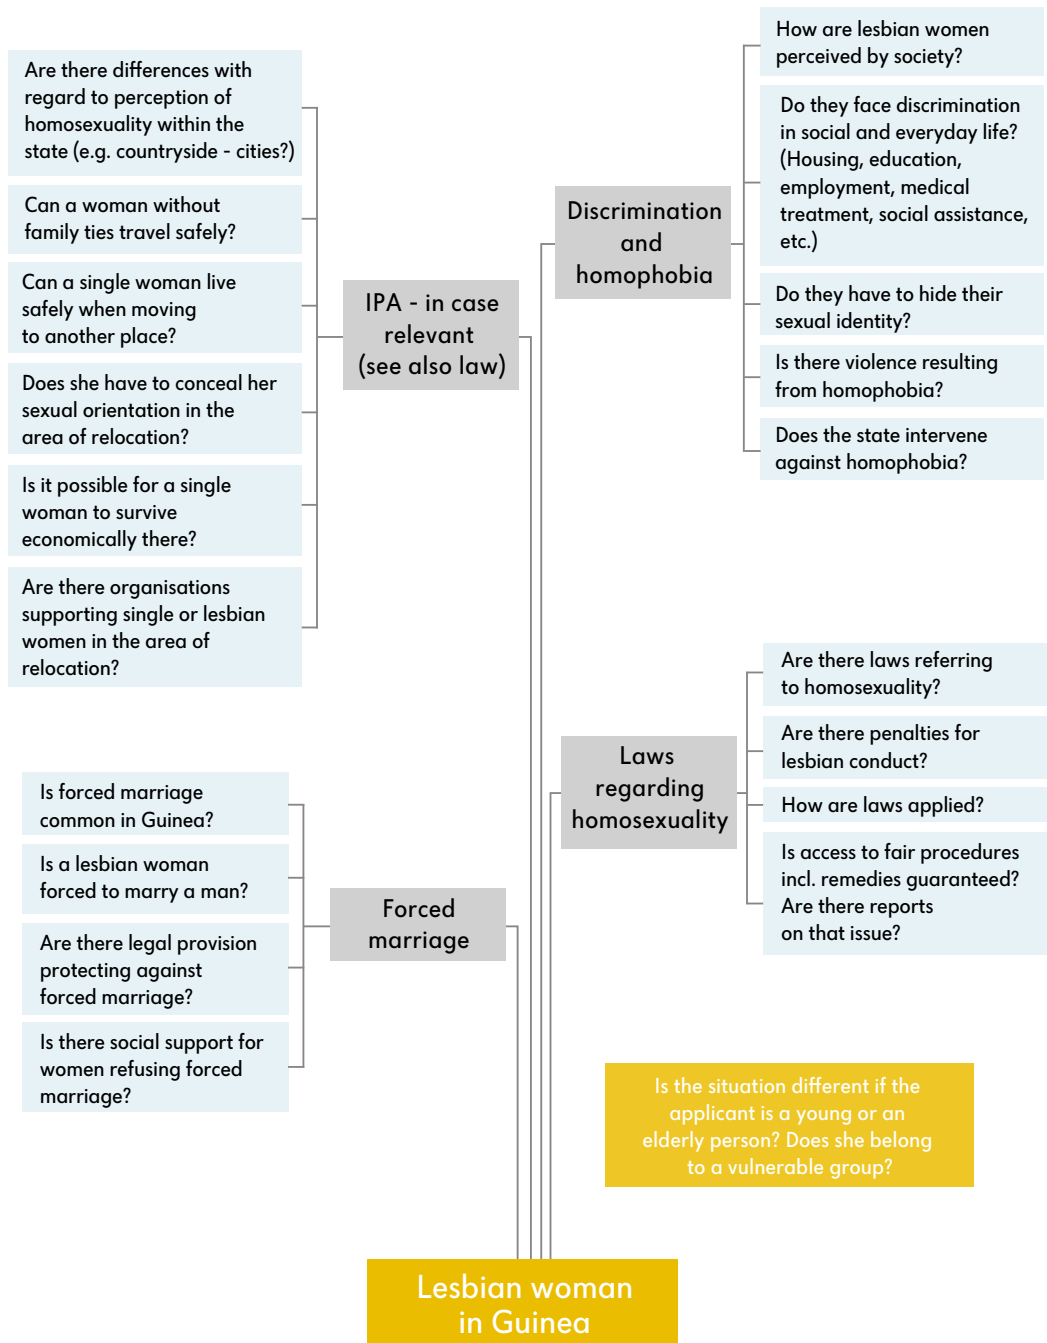 Are there differences with
regard to perception of
homosexuality within the
state (e.g. countryside - cities?)
Can a woman without
family ties travel safely?
Can a single woman live
safely when moving
to another place?
Does she have to conceal her
sexual orientation in the
area of relocation?
Is it possible for a single
woman to survive
economically there?
Are there organisations
supporting single or lesbian
women in the area of
relocation?
IPA - in case
relevant
(see also law)
Discrimination
and
homophobia
How are lesbian women
perceived by society?
Do they face discrimination
in social and everyday life?
(Housing, education,
employment, medical
treatment, social assistance,
etc.)
Do they have to hide their
sexual identity?
Is there violence resulting
from homophobia?
Does the state intervene
against homophobia?
Is forced marriage
common in Guinea?
Is a lesbian woman
forced to marry a man?
Are there legal provision
protecting against
forced marriage?
Is there social support for
women refusing forced
marriage?
Forced
marriage
Laws
regarding
homosexuality
Are there laws referring
to homosexuality?
Are there penalties for
lesbian conduct?
How are laws applied?
Is access to fair procedures
incl. remedies guaranteed?
Are there reports
on that issue?
Is the situation different if the
applicant is a young or an
elderly person? Does she belong
to a vulnerable group?
Lesbian woman
in Guinea